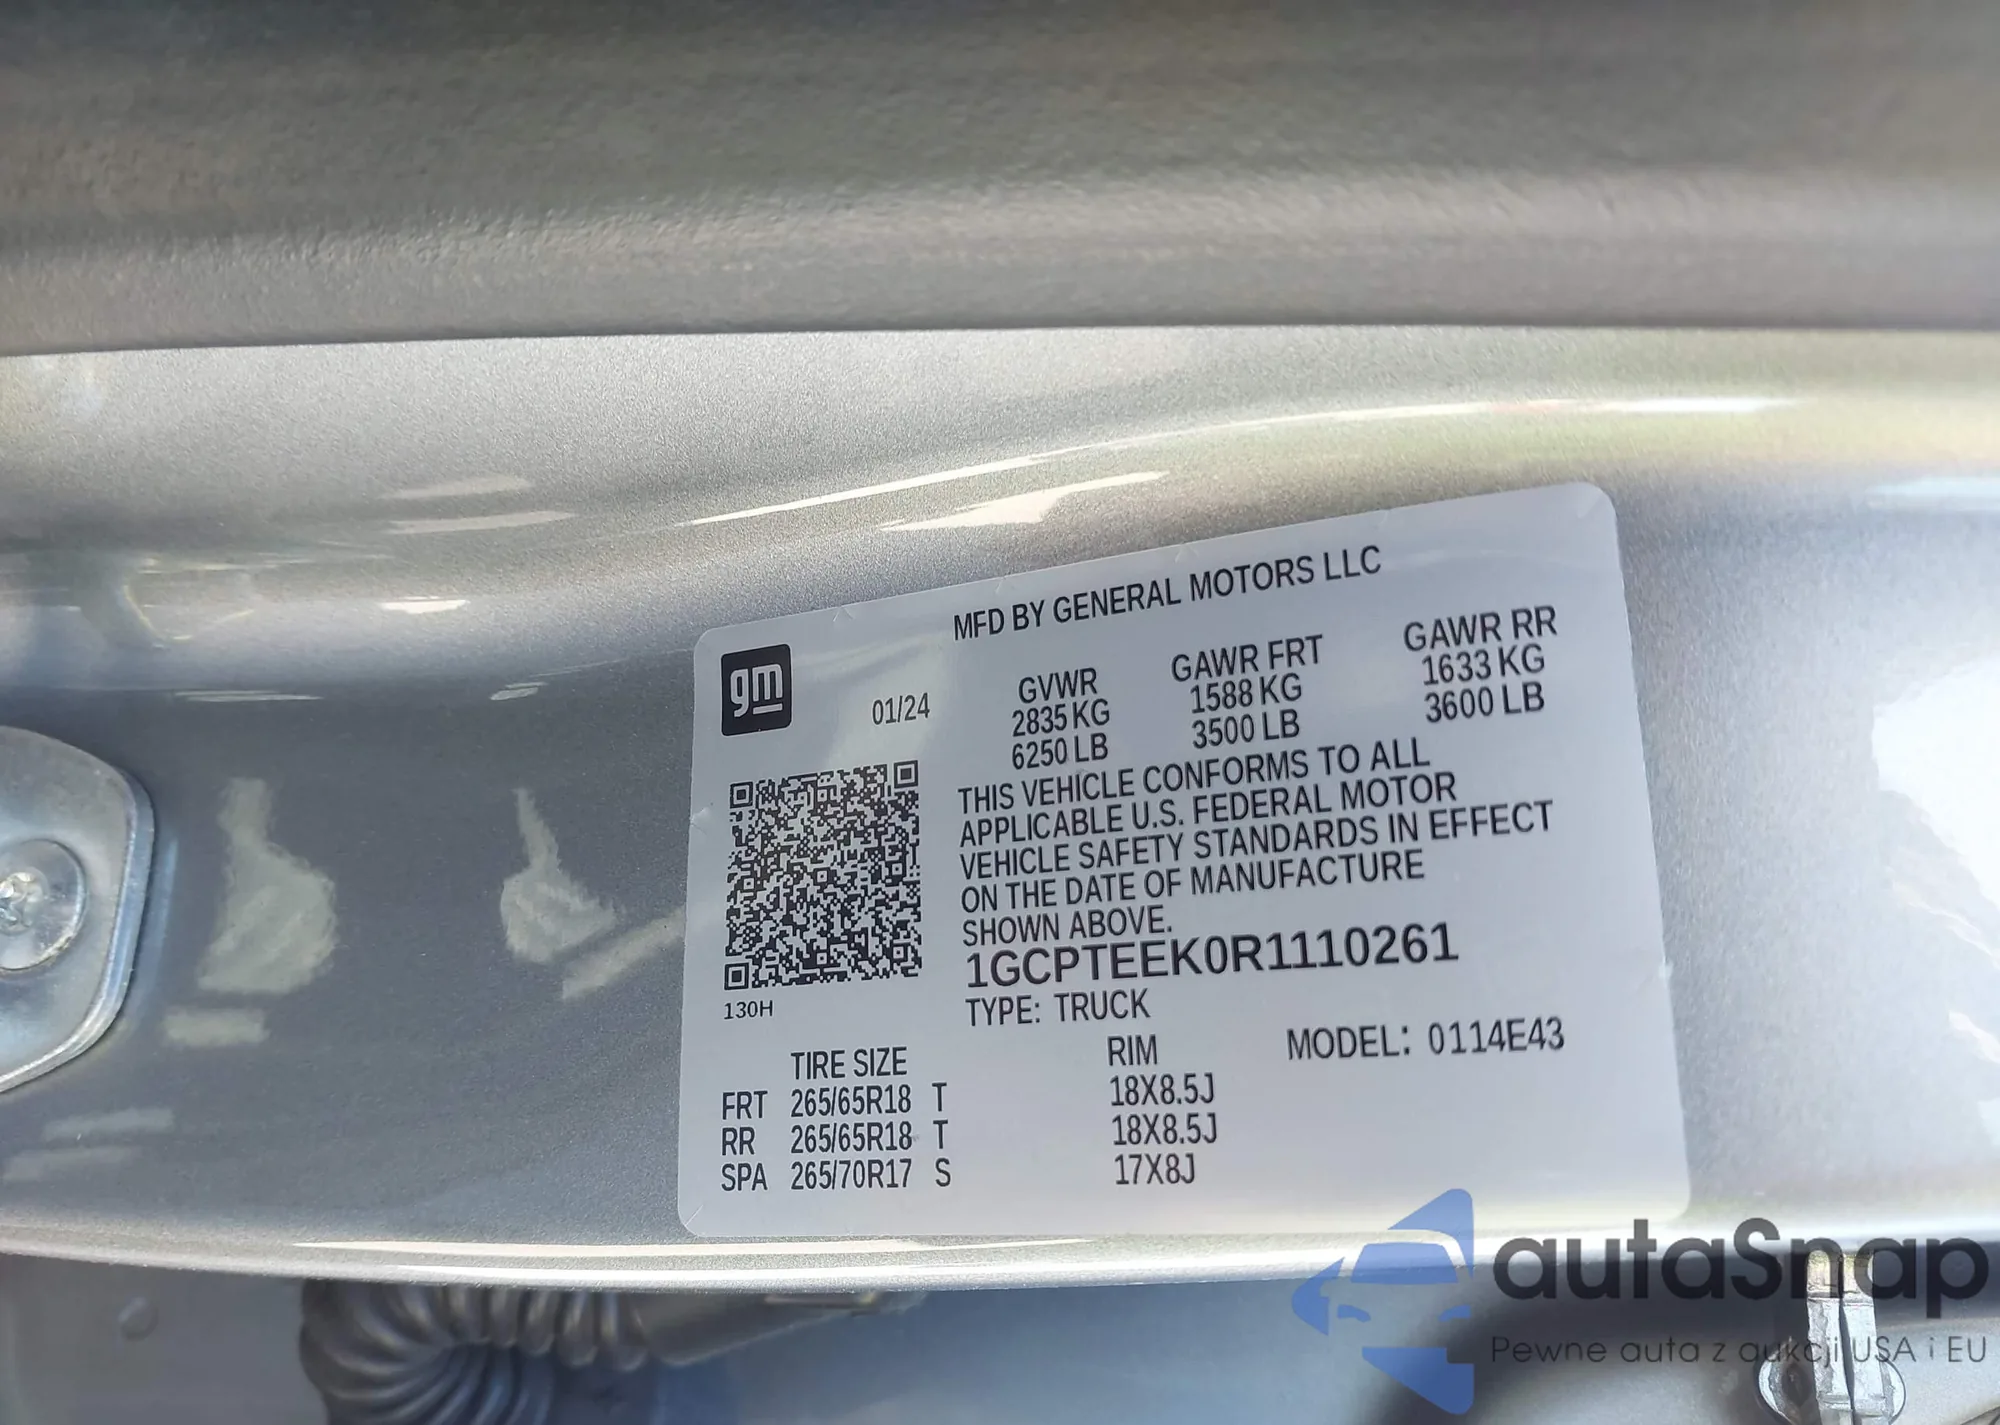 MFD BY GENERAL MOTORS LLC
gm
01/24
GVWR GAWR FRT GAWR RR
2835 KG 1588 KG 1633 KG
6250 LB 3500 LB 3600 LB
THIS VEHICLE CONFORMS TO ALL
APPLICABLE U.S. FEDERAL MOTOR
VEHICLE SAFETY STANDARDS IN EFFECT
ON THE DATE OF MANUFACTURE
SHOWN ABOVE.
1GCPTEEK0R1110261
130H
TYPE: TRUCK
MODEL: 0114E43
TIRE SIZE RIM
FRT 265/65R18 T 18X8.5J
RR 265/65R18 T 18X8.5J
SPA 265/70R17 S 17X8J
autaSnap
Pewne auta z aukcji USA i EU